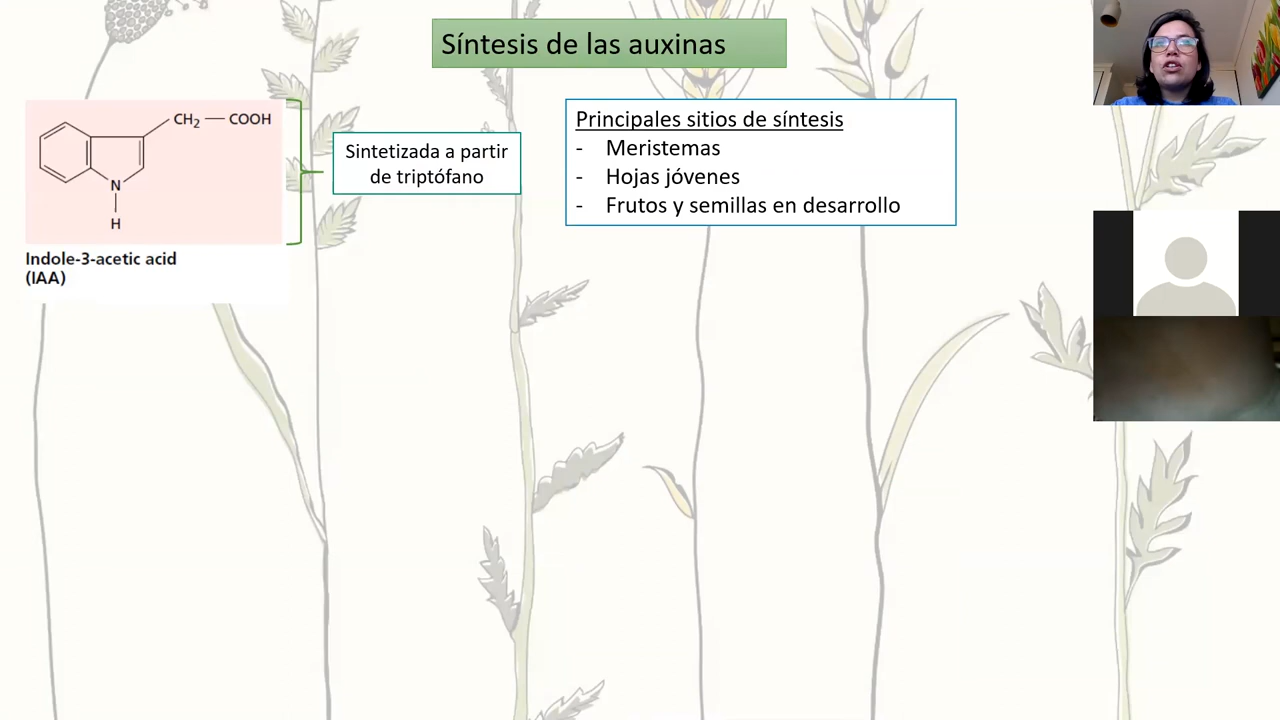 Síntesis de las auxinas
CH2 — COOH
N
H
Indole-3-acetic acid
(IAA)
Sintetizada a partir
de triptófano
Principales sitios de síntesis
- Meristemas
- Hojas jóvenes
- Frutos y semillas en desarrollo